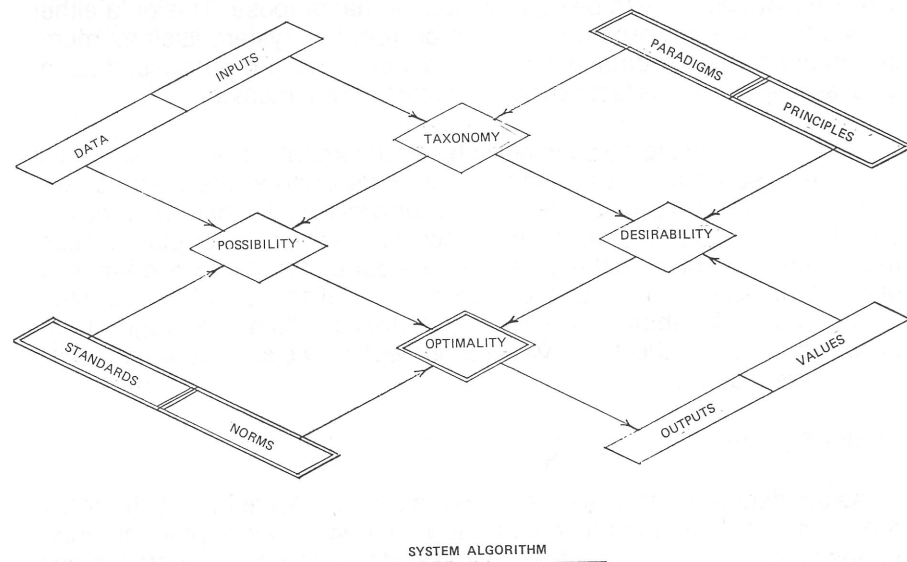 INPUTS
DATA
PARADIGMS
PRINCIPLES
TAXONOMY
POSSIBILITY
DESIRABILITY
OPTIMALITY
STANDARDS
NORMS
VALUES
OUTPUTS
SYSTEM ALGORITHM